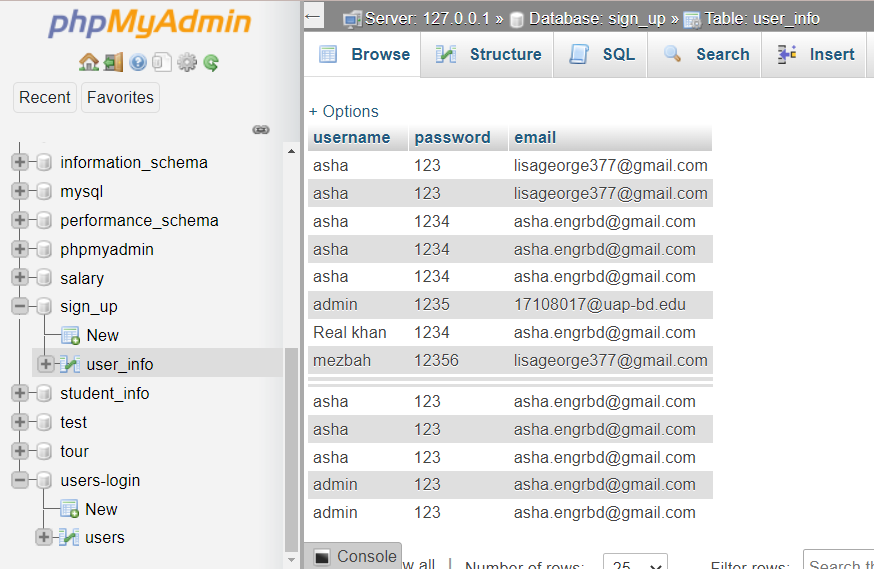 phpMyAdmin
Recent Favorites
information_schema
mysql
performance_schema
phpmyadmin
salary
sign_up
New
user_info
student_info
test
tour
users-login
New
users
← Server: 127.0.0.1 » Database: sign_up » Table: user_info
Browse Structure SQL Search Insert
+ Options
username password email
asha 123 lisageorge377@gmail.com
asha 123 lisageorge377@gmail.com
asha 1234 asha.engrbd@gmail.com
asha 1234 asha.engrbd@gmail.com
asha 1234 asha.engrbd@gmail.com
admin 1235 17108017@uap-bd.edu
Real khan 1234 asha.engrbd@gmail.com
mezbah 12356 lisageorge377@gmail.com
asha 123 asha.engrbd@gmail.com
asha 123 asha.engrbd@gmail.com
asha 123 asha.engrbd@gmail.com
admin 123 asha.engrbd@gmail.com
admin 123 asha.engrbd@gmail.com
Console w all | Number of rows: 25 Filter rows: Search